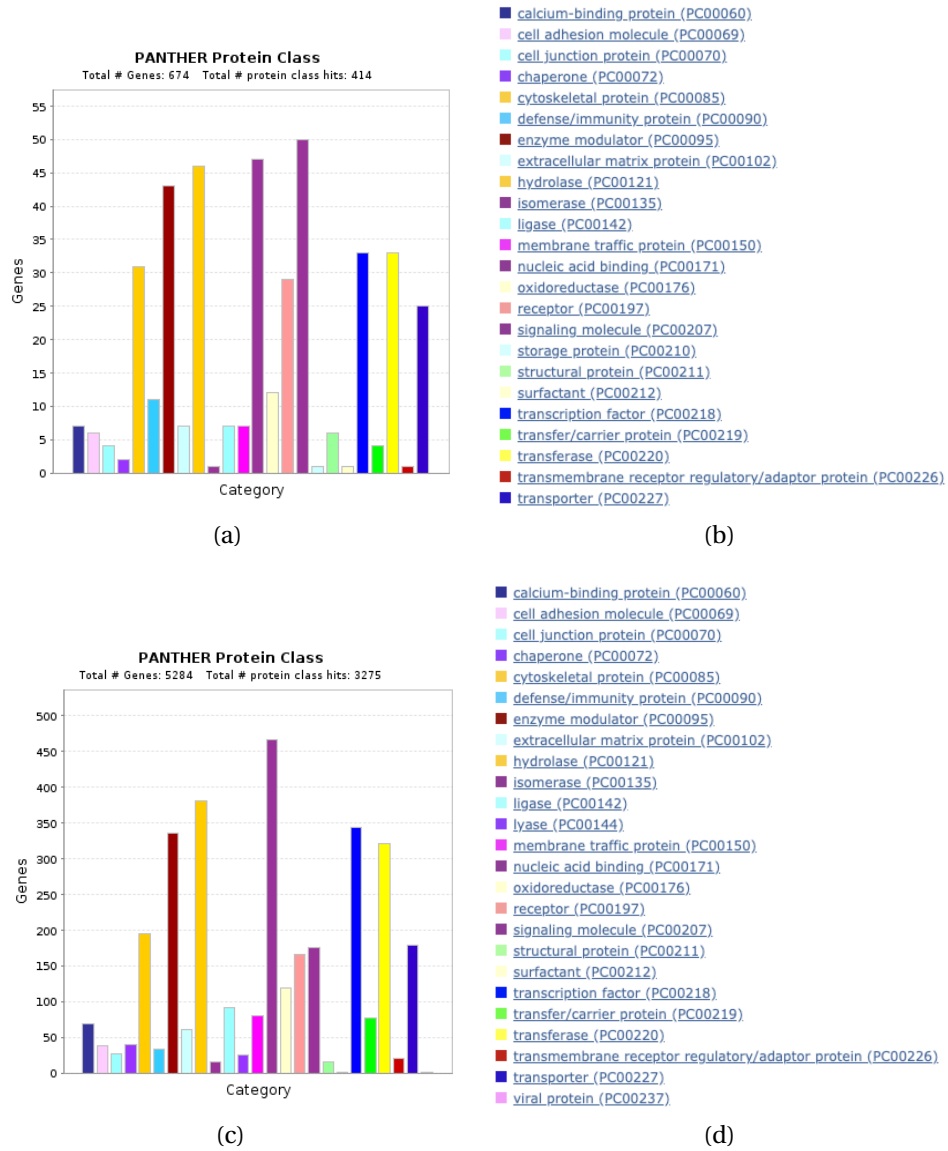 PANTHER Protein Class
Total # Genes: 674 Total # protein class hits: 414
55
50
45
40
35
30
25
20
15
10
5
0
Genes
Category
(a)
calcium-binding protein (PC00060)
cell adhesion molecule (PC00069)
cell junction protein (PC00070)
chaperone (PC00072)
cytoskeletal protein (PC00085)
defense/immunity protein (PC00090)
enzyme modulator (PC00095)
extracellular matrix protein (PC00102)
hydrolase (PC00121)
isomerase (PC00135)
ligase (PC00142)
membrane traffic protein (PC00150)
nucleic acid binding (PC00171)
oxidoreductase (PC00176)
receptor (PC00197)
signaling molecule (PC00207)
storage protein (PC00210)
structural protein (PC00211)
surfactant (PC00212)
transcription factor (PC00218)
transfer/carrier protein (PC00219)
transferase (PC00220)
transmembrane receptor regulatory/adaptor protein (PC00226)
transporter (PC00227)
(b)
PANTHER Protein Class
Total # Genes: 5284 Total # protein class hits: 3275
500
450
400
350
300
250
200
150
100
50
0
Genes
Category
(c)
calcium-binding protein (PC00060)
cell adhesion molecule (PC00069)
cell junction protein (PC00070)
chaperone (PC00072)
cytoskeletal protein (PC00085)
defense/immunity protein (PC00090)
enzyme modulator (PC00095)
extracellular matrix protein (PC00102)
hydrolase (PC00121)
isomerase (PC00135)
ligase (PC00142)
lyase (PC00144)
membrane traffic protein (PC00150)
nucleic acid binding (PC00171)
oxidoreductase (PC00176)
receptor (PC00197)
signaling molecule (PC00207)
structural protein (PC00211)
surfactant (PC00212)
transcription factor (PC00218)
transfer/carrier protein (PC00219)
transferase (PC00220)
transmembrane receptor regulatory/adaptor protein (PC00226)
transporter (PC00227)
viral protein (PC00237)
(d)